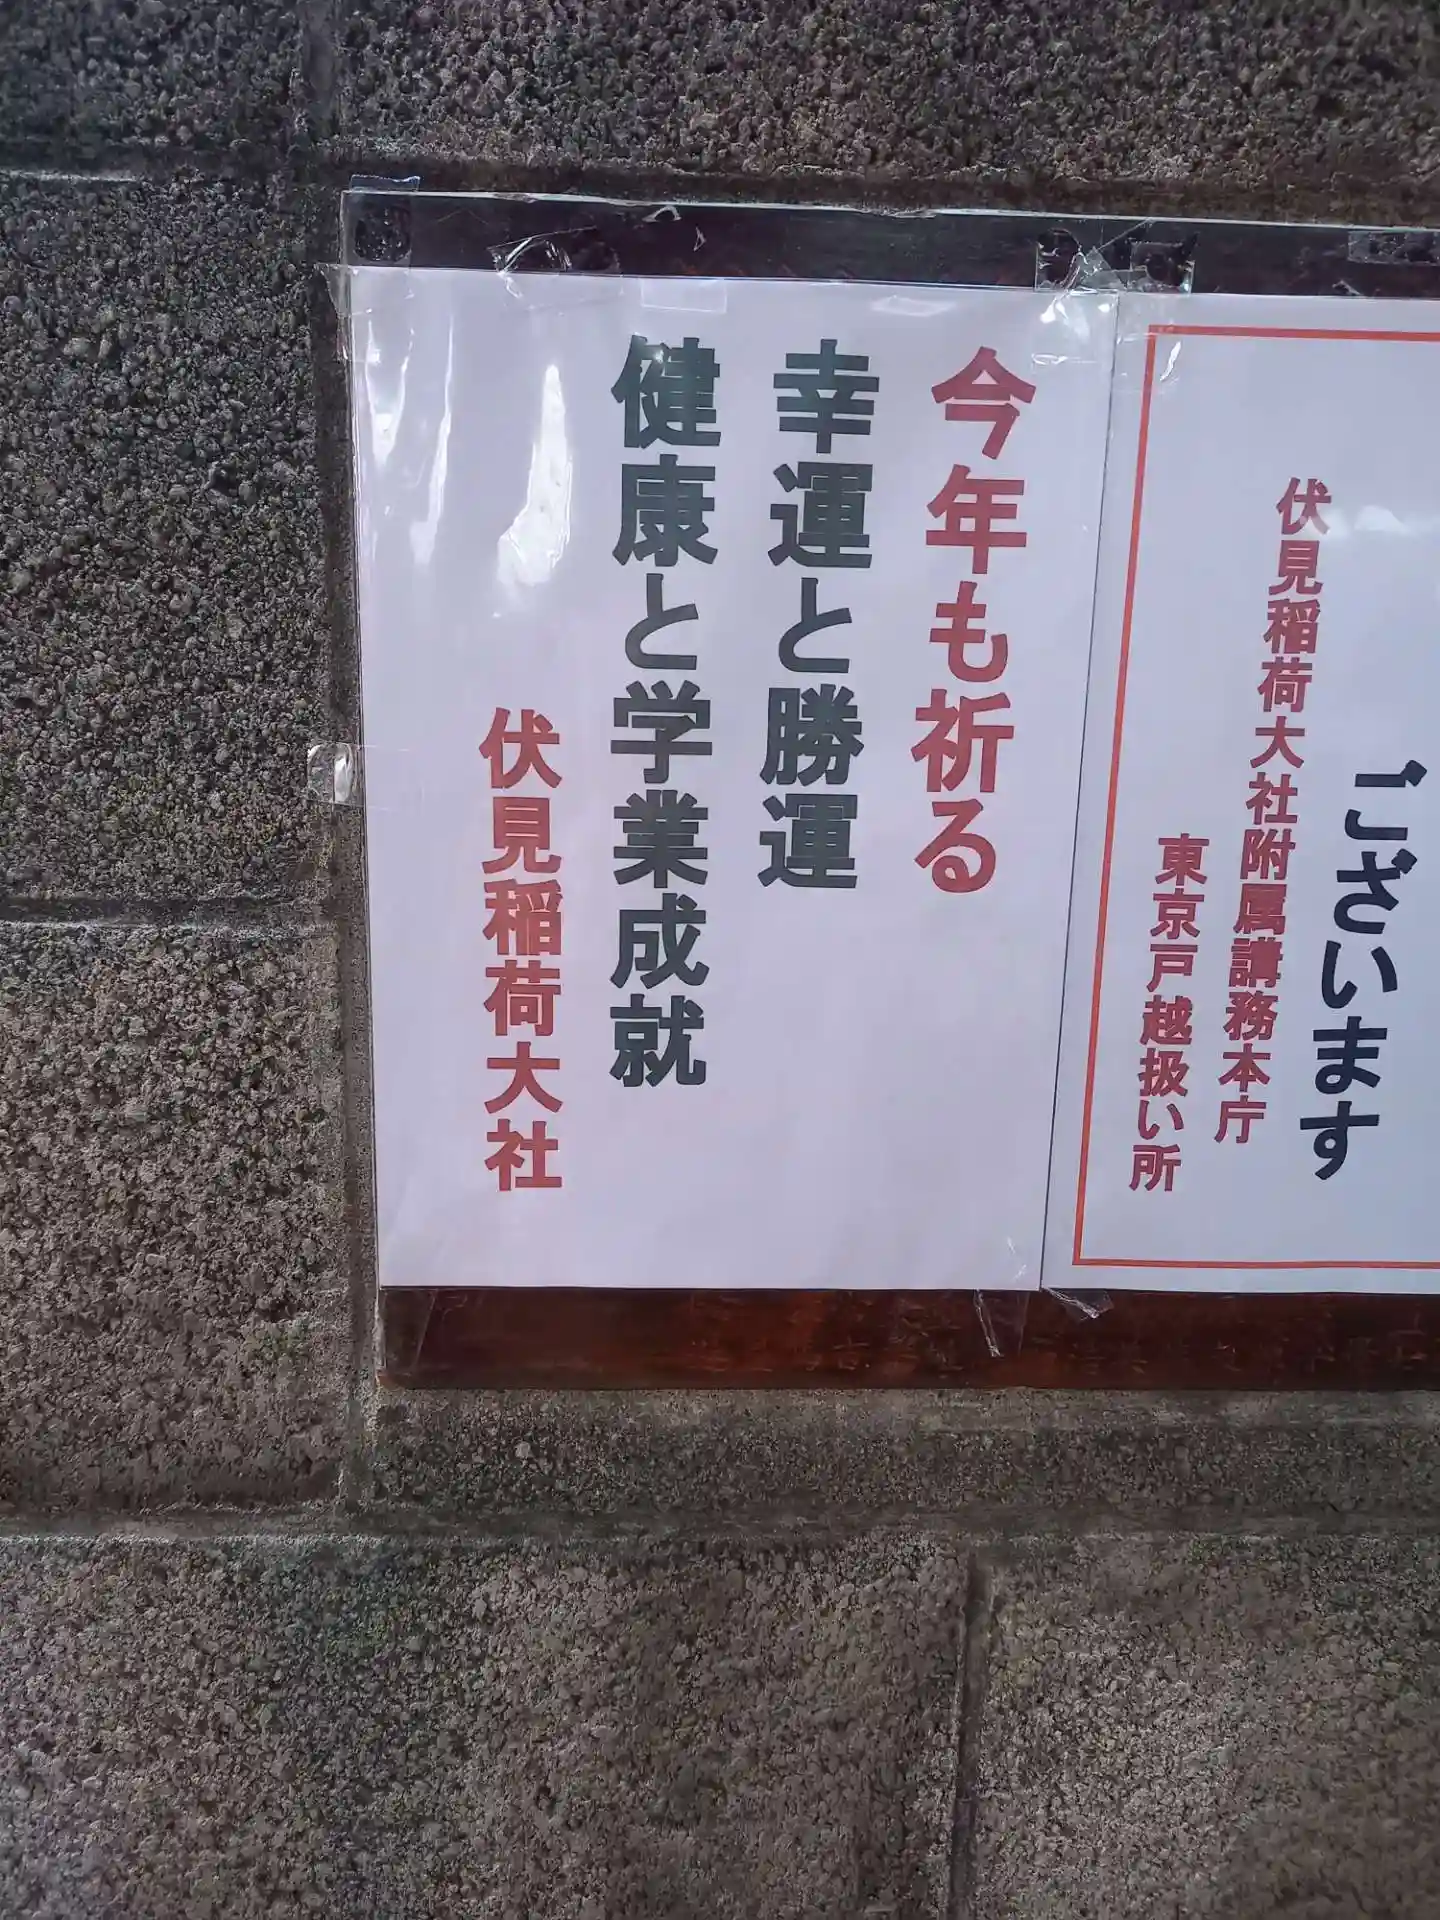 ございます
伏見稲荷大社附属講務本庁
東京戸越扱い所
今年も祈る
幸運と勝運
健康と学業成就
伏見稲荷大社